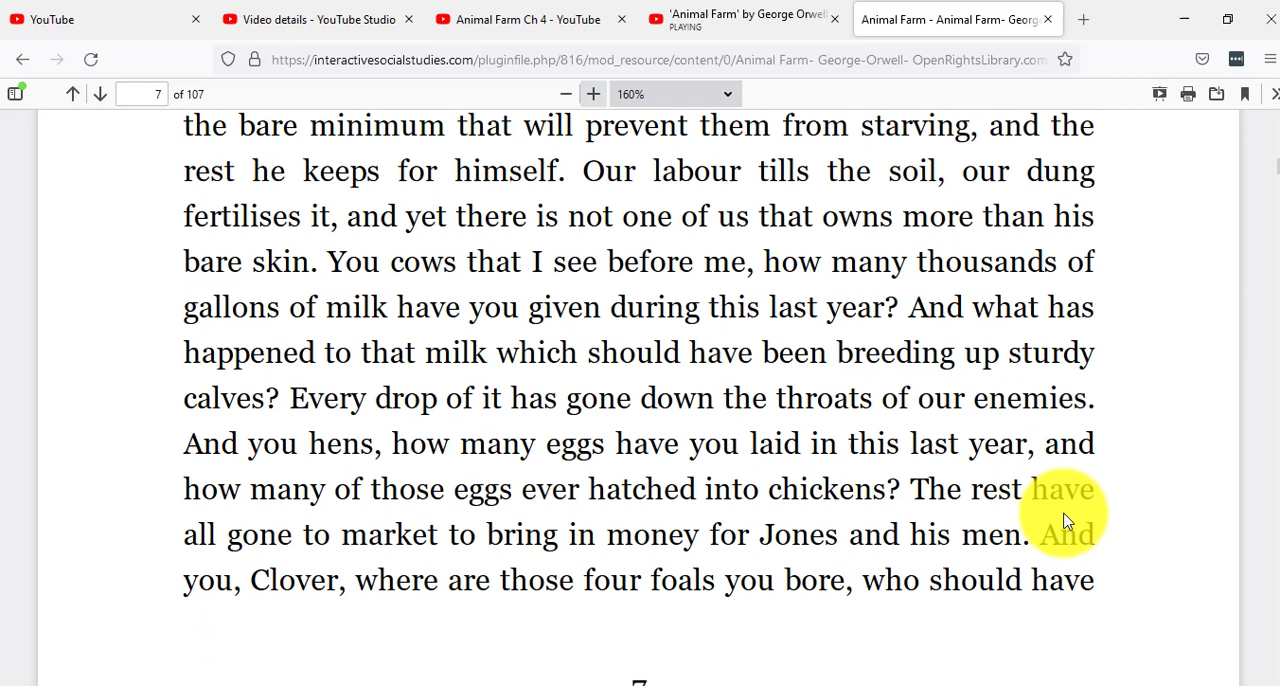 YouTube
Video details - YouTube Studio
Animal Farm Ch 4 - YouTube
'Animal Farm' by George Orwell
PLAYING
Animal Farm - Animal Farm- Georg
https://interactivesocialstudies.com/pluginfile.php/816/mod_resource/content/0/Animal Farm- George-Orwell- OpenRightsLibrary.com
7 of 107
160%
the bare minimum that will prevent them from starving, and the
rest he keeps for himself. Our labour tills the soil, our dung
fertilises it, and yet there is not one of us that owns more than his
bare skin. You cows that I see before me, how many thousands of
gallons of milk have you given during this last year? And what has
happened to that milk which should have been breeding up sturdy
calves? Every drop of it has gone down the throats of our enemies.
And you hens, how many eggs have you laid in this last year, and
how many of those eggs ever hatched into chickens? The rest have
all gone to market to bring in money for Jones and his men. And
you, Clover, where are those four foals you bore, who should have
7